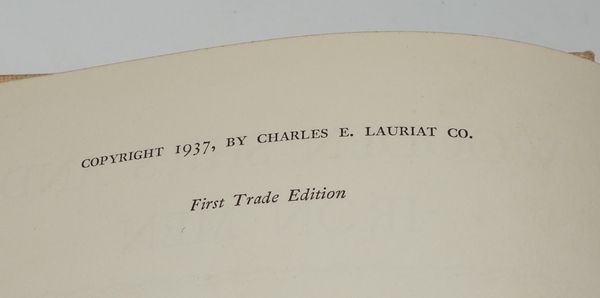 COPYRIGHT 1937, BY CHARLES E. LAURIAT CO.
First Trade Edition